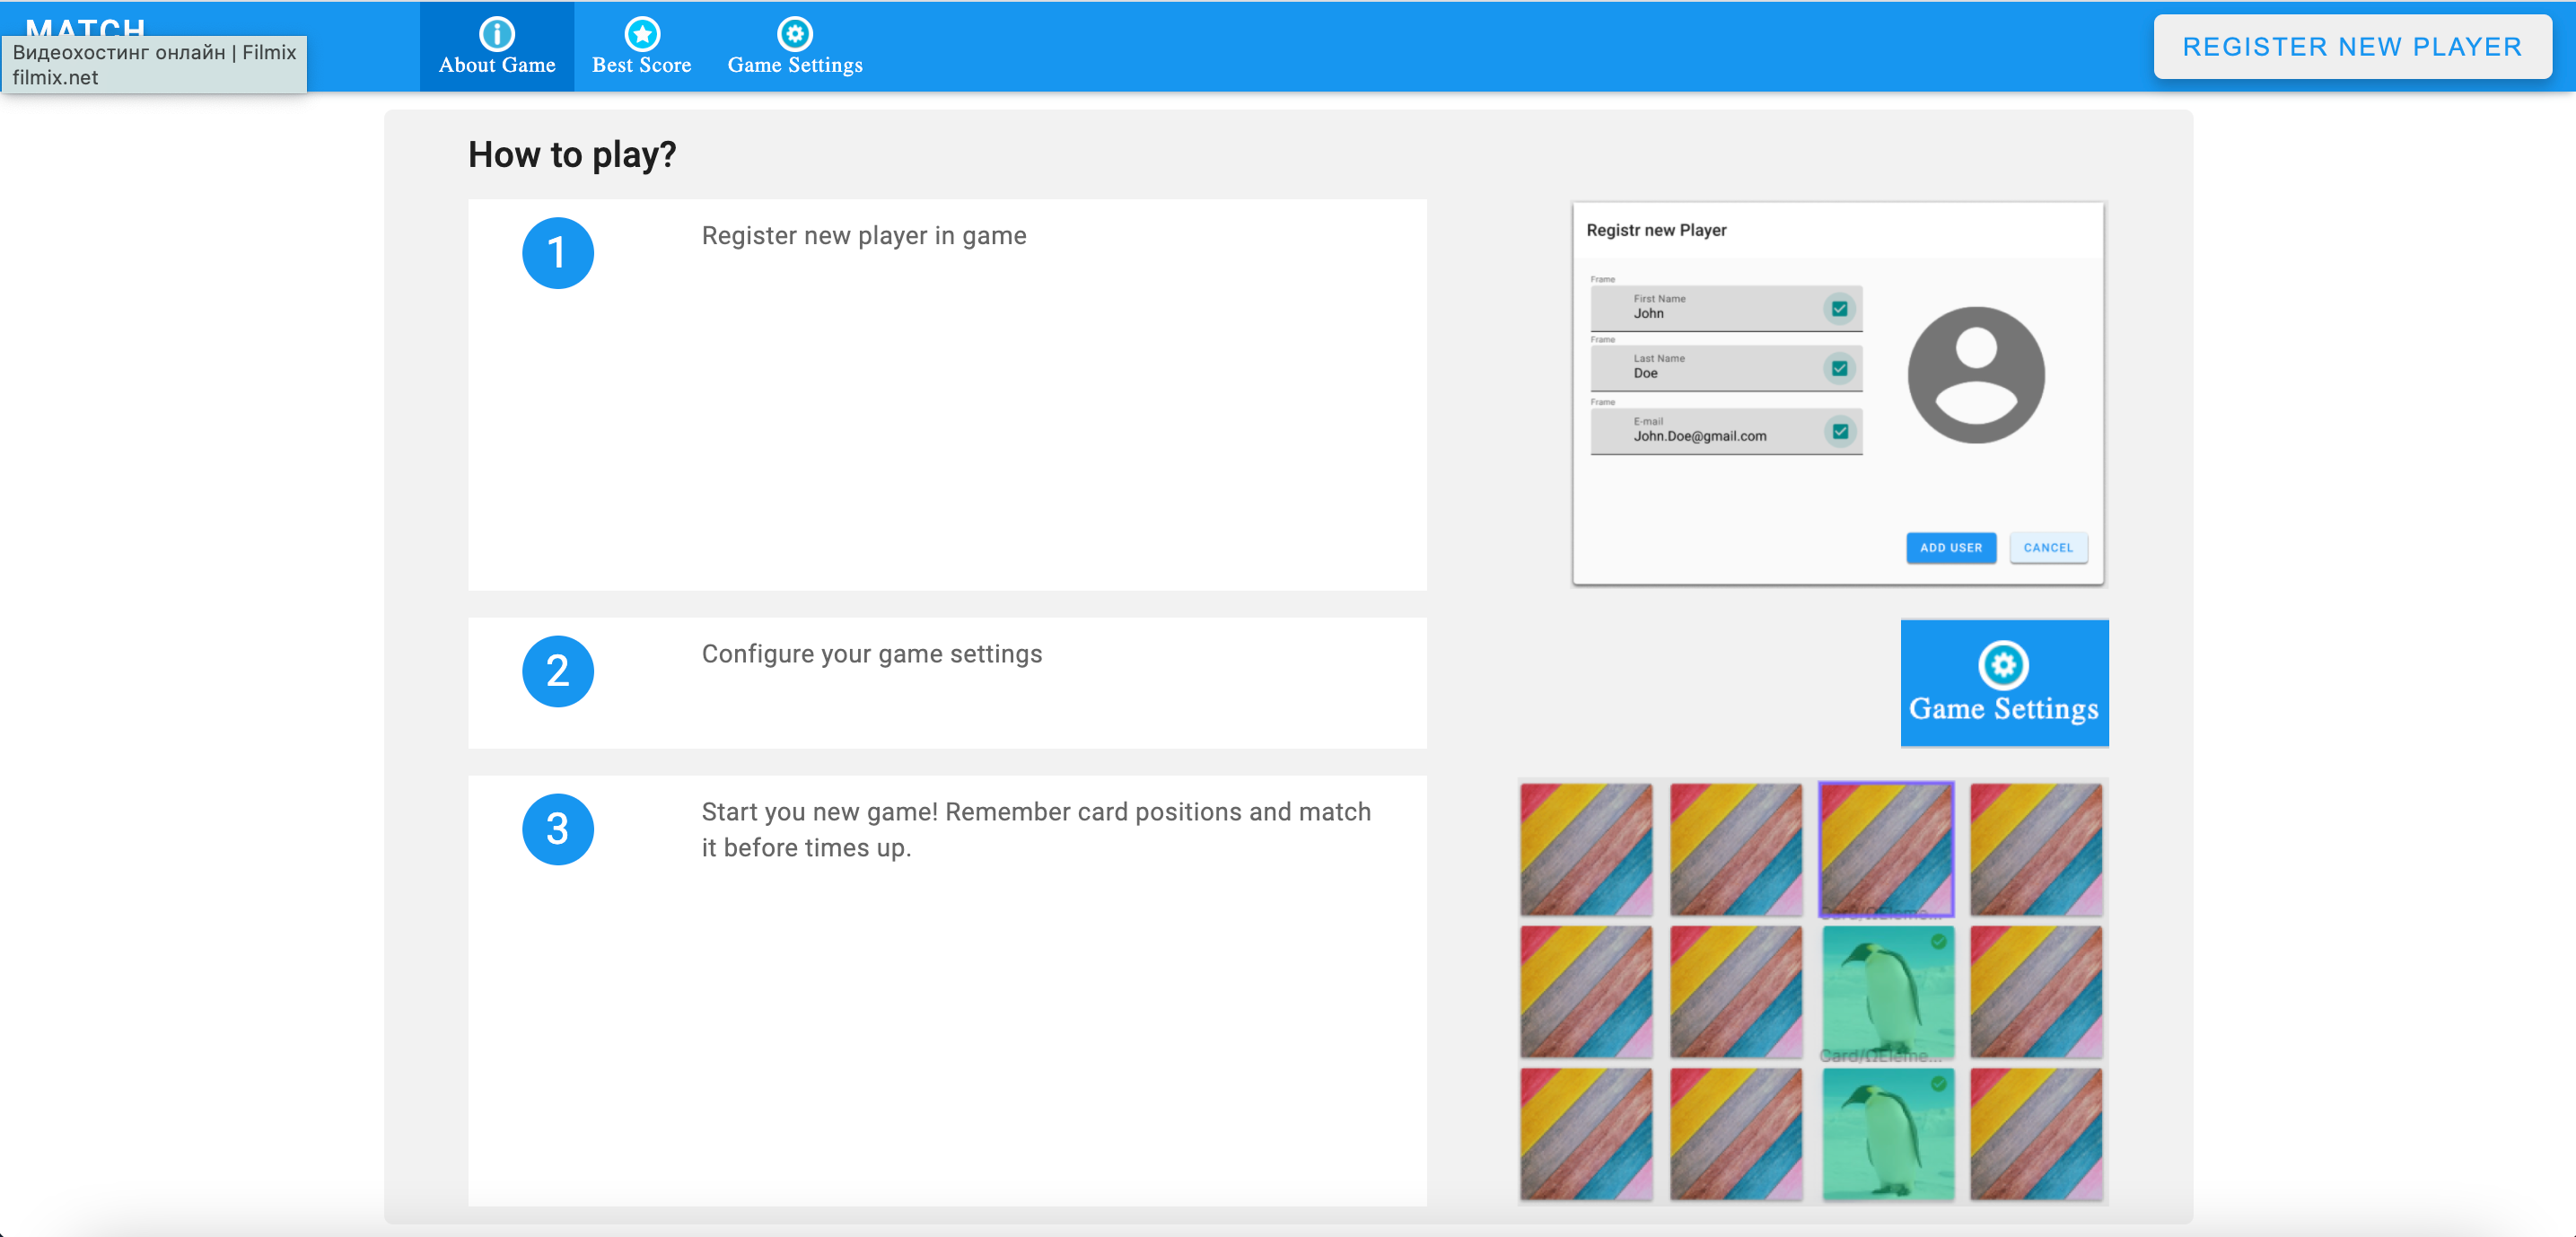 MATCH
Видеохостинг онлайн | Filmix
filmix.net
About Game
Best Score
Game Settings
REGISTER NEW PLAYER
How to play?
1
Register new player in game
Registr new Player
Frame
First Name
John
Frame
Last Name
Doe
Frame
E-mail
John.Doe@gmail.com
ADD USER
CANCEL
2
Configure your game settings
Game Settings
3
Start you new game! Remember card positions and match
it before times up.
Card/ΩEleme...
Card/ΩEleme...